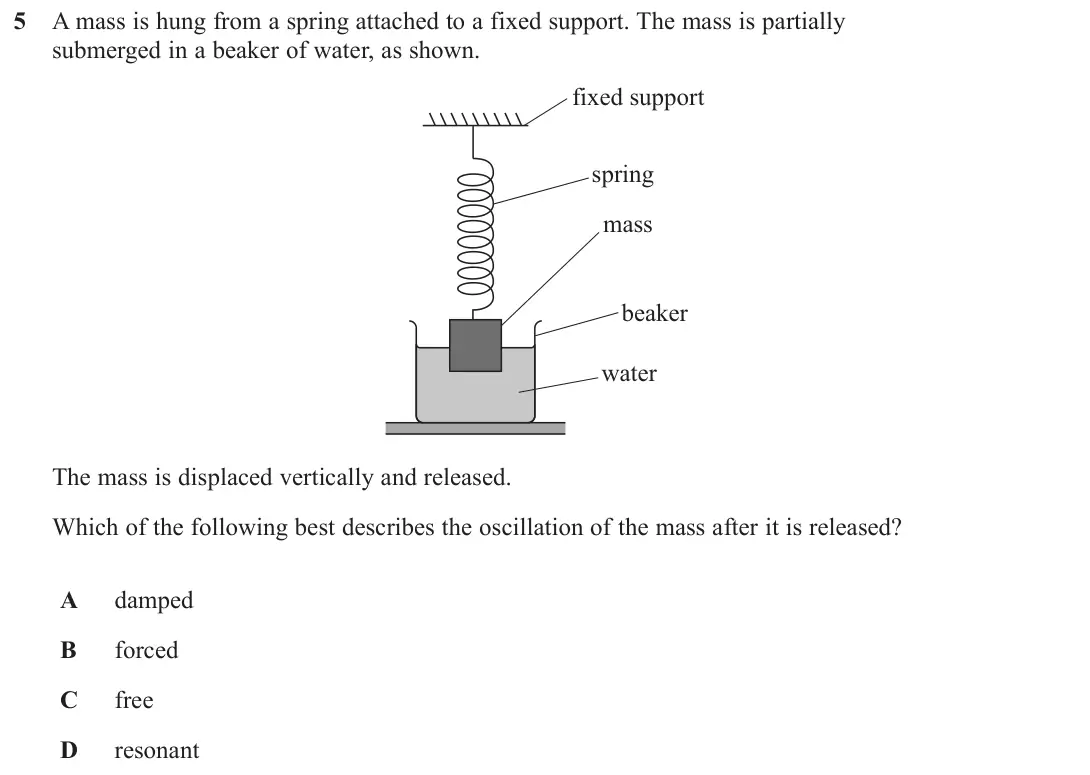 5 A mass is hung from a spring attached to a fixed support. The mass is partially
submerged in a beaker of water, as shown.
fixed support
spring
mass
beaker
water
The mass is displaced vertically and released.
Which of the following best describes the oscillation of the mass after it is released?
A damped
B forced
C free
D resonant